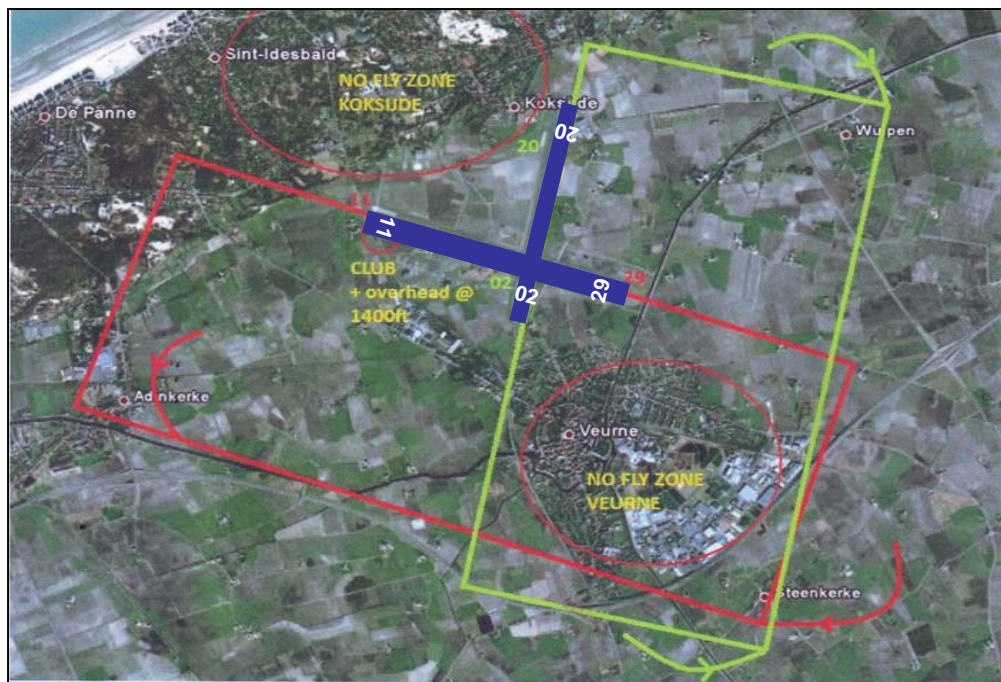 Sint-Idesbald
NO FLY ZONE
KOKSIJDE
De Panne
Koksijde
20
20
Wulpen
11
11
CLUB
+ overhead @
1400ft
02
02
29
29
Adinkerke
Veurne
NO FLY ZONE
VEURNE
Steenkerke